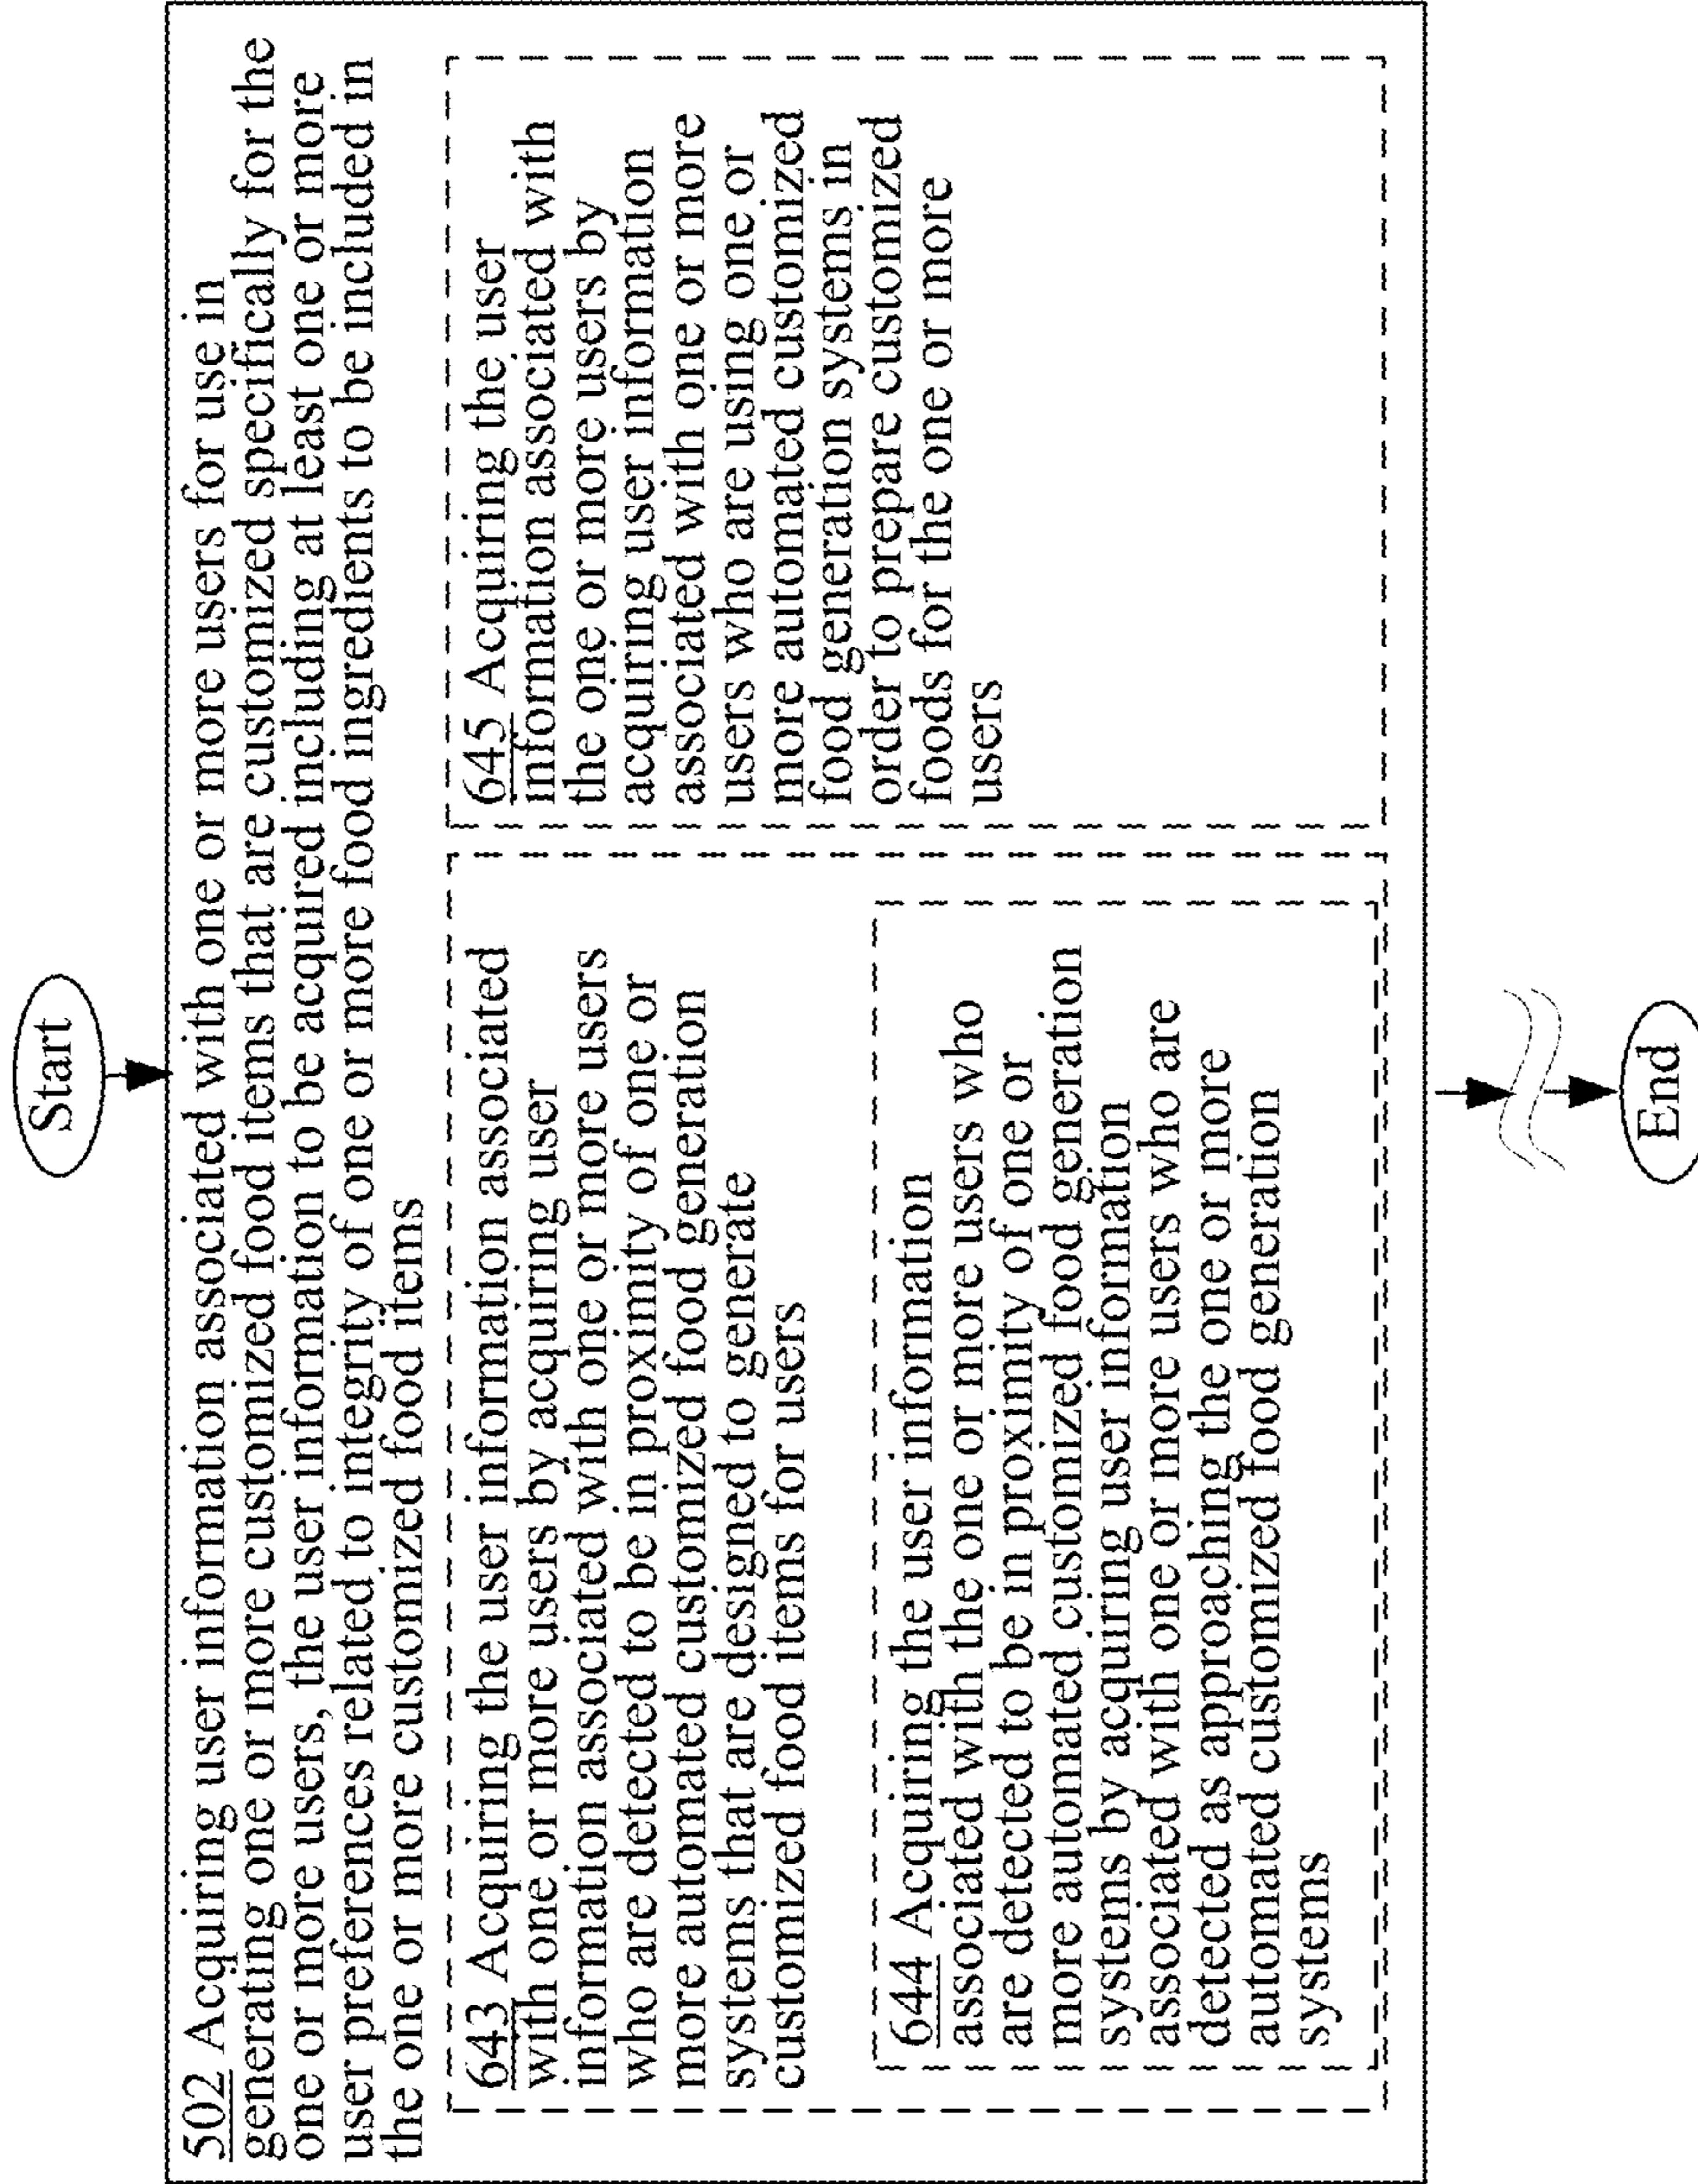 Start
502 Acquiring user information associated with one or more users for use in
generating one or more customized food items that are customized specifically for the
one or more users, the user information to be acquired including at least one or more
user preferences related to integrity of one or more food ingredients to be included in
the one or more customized food items
643 Acquiring the user information associated
with one or more users by acquiring user
information associated with one or more users
who are detected to be in proximity of one or
more automated customized food generation
systems that are designed to generate
customized food items for users
644 Acquiring the user information
associated with the one or more users who
are detected to be in proximity of one or
more automated customized food generation
systems by acquiring user information
associated with one or more users who are
detected as approaching the one or more
automated customized food generation
systems
645 Acquiring the user
information associated with
the one or more users by
acquiring user information
associated with one or more
users who are using one or
more automated customized
food generation systems in
order to prepare customized
foods for the one or more
users
End